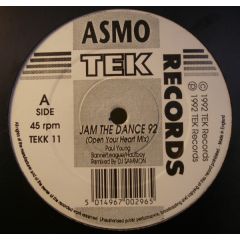 ASMO
TEK
RECORDS
A
SIDE
45 rpm
TEKK 11
℗ 1992 TEK Records
© 1992 TEK Records
JAM THE DANCE 92
(Open Your Heart Mix)
Paul Young
Remixed by DJ SAMMON
5 014967 002965
Made in England